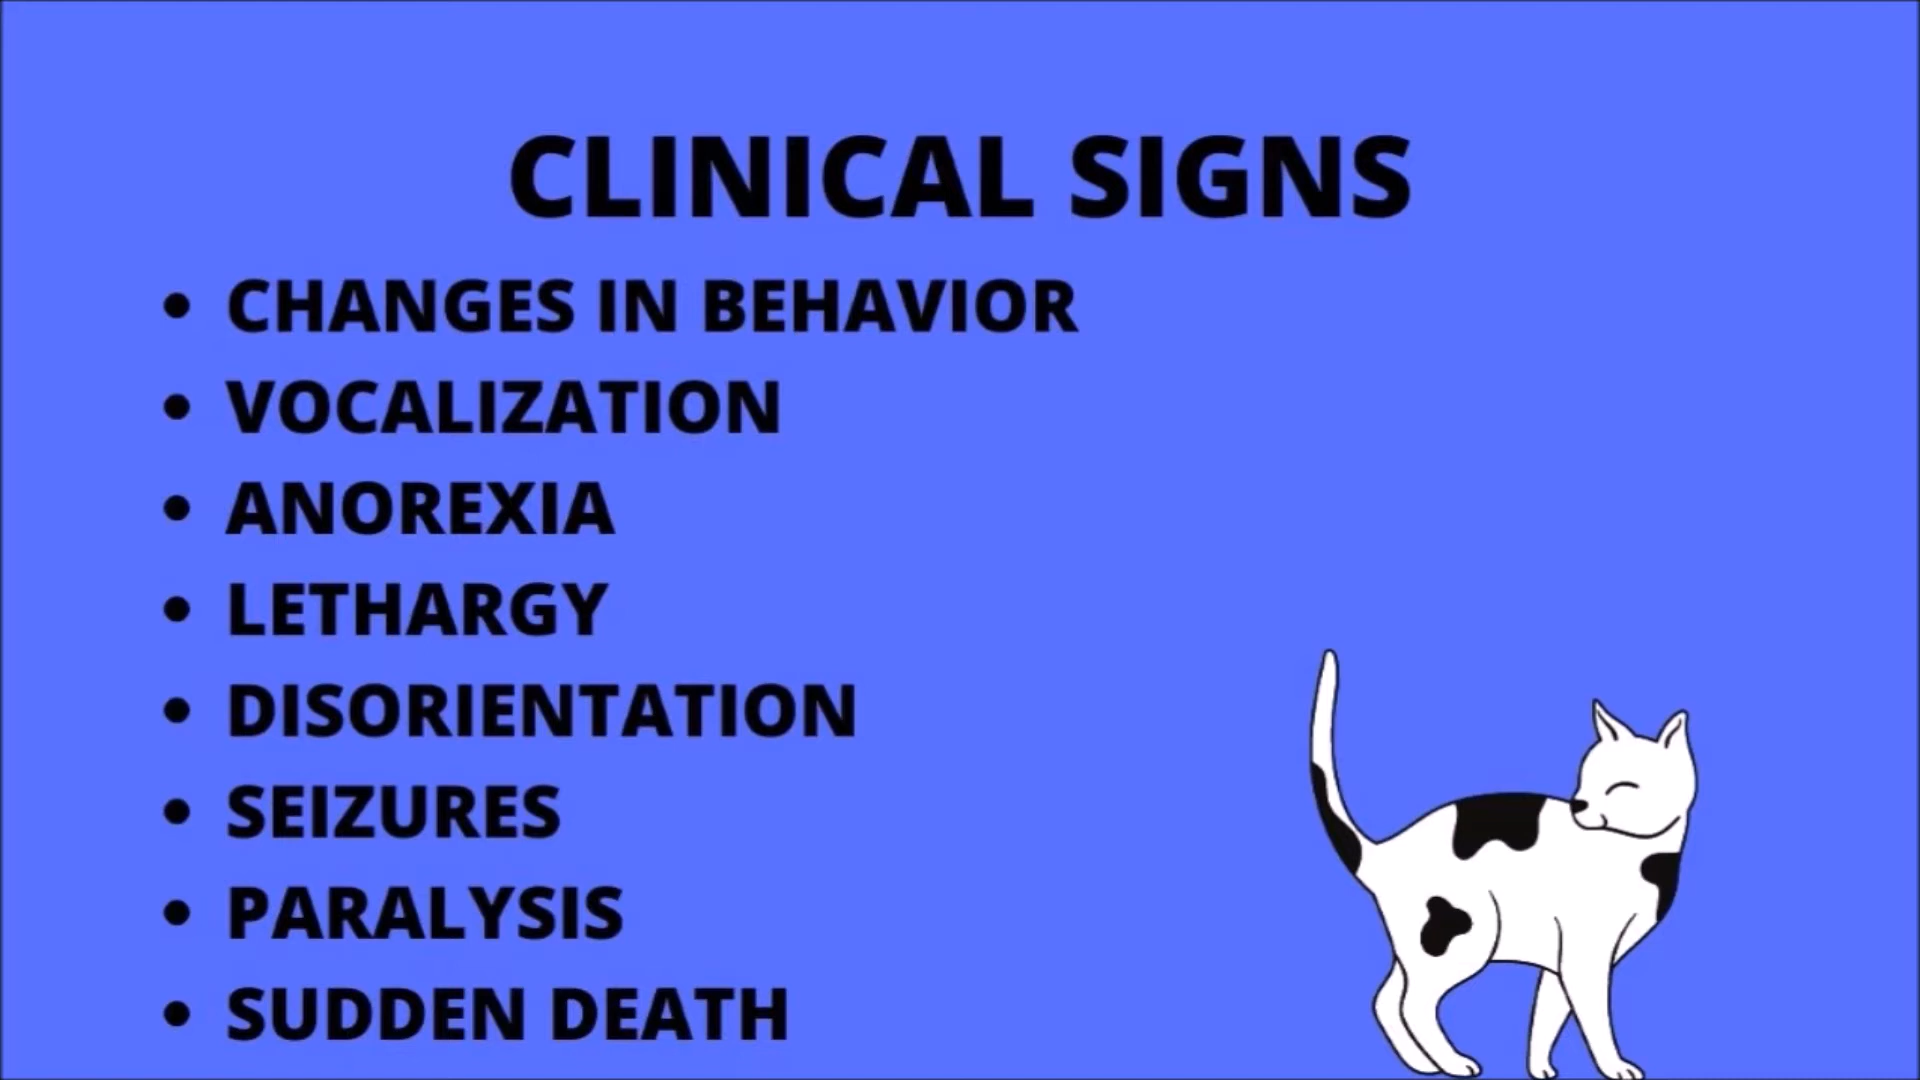 CLINICAL SIGNS
• CHANGES IN BEHAVIOR
• VOCALIZATION
• ANOREXIA
• LETHARGY
• DISORIENTATION
• SEIZURES
• PARALYSIS
• SUDDEN DEATH